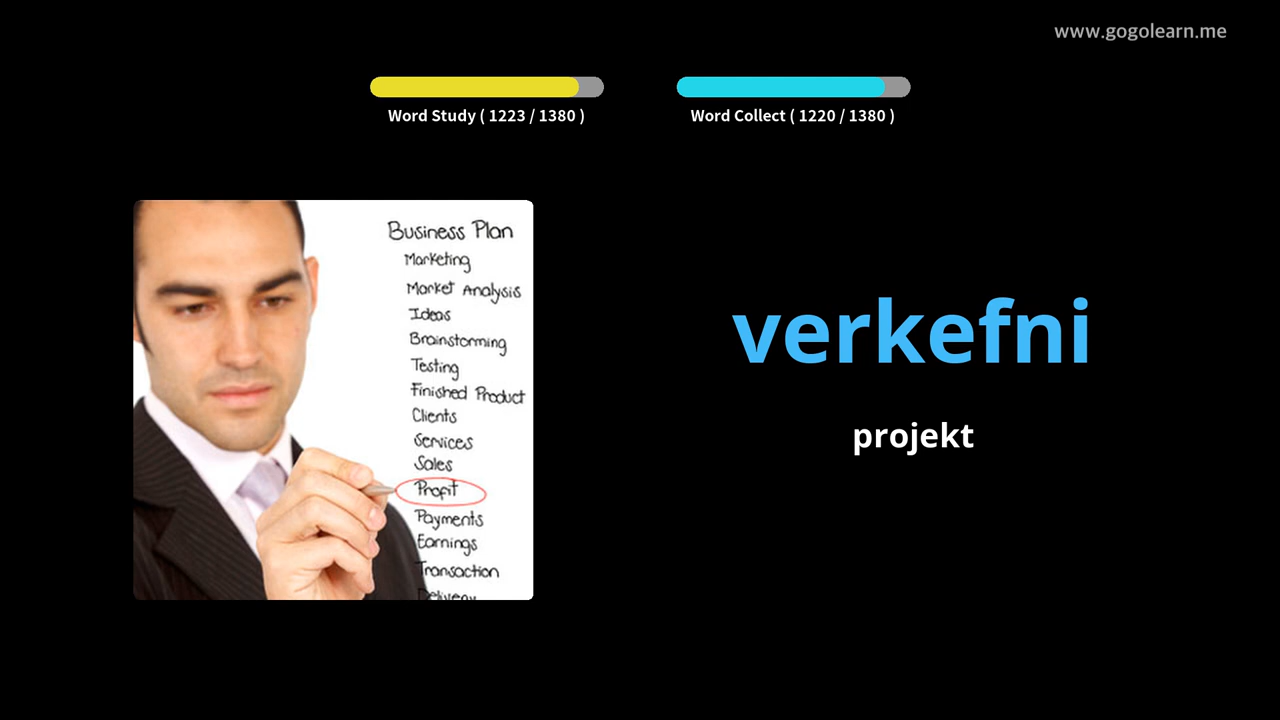 www.gogolearn.me
Word Study ( 1223 / 1380 )
Word Collect ( 1220 / 1380 )
Business Plan
Marketing
Market Analysis
Ideas
Brainstorming
Testing
Finished Product
Clients
Services
Sales
Profit
Payments
Earnings
Transaction
Delivery
verkefni
projekt